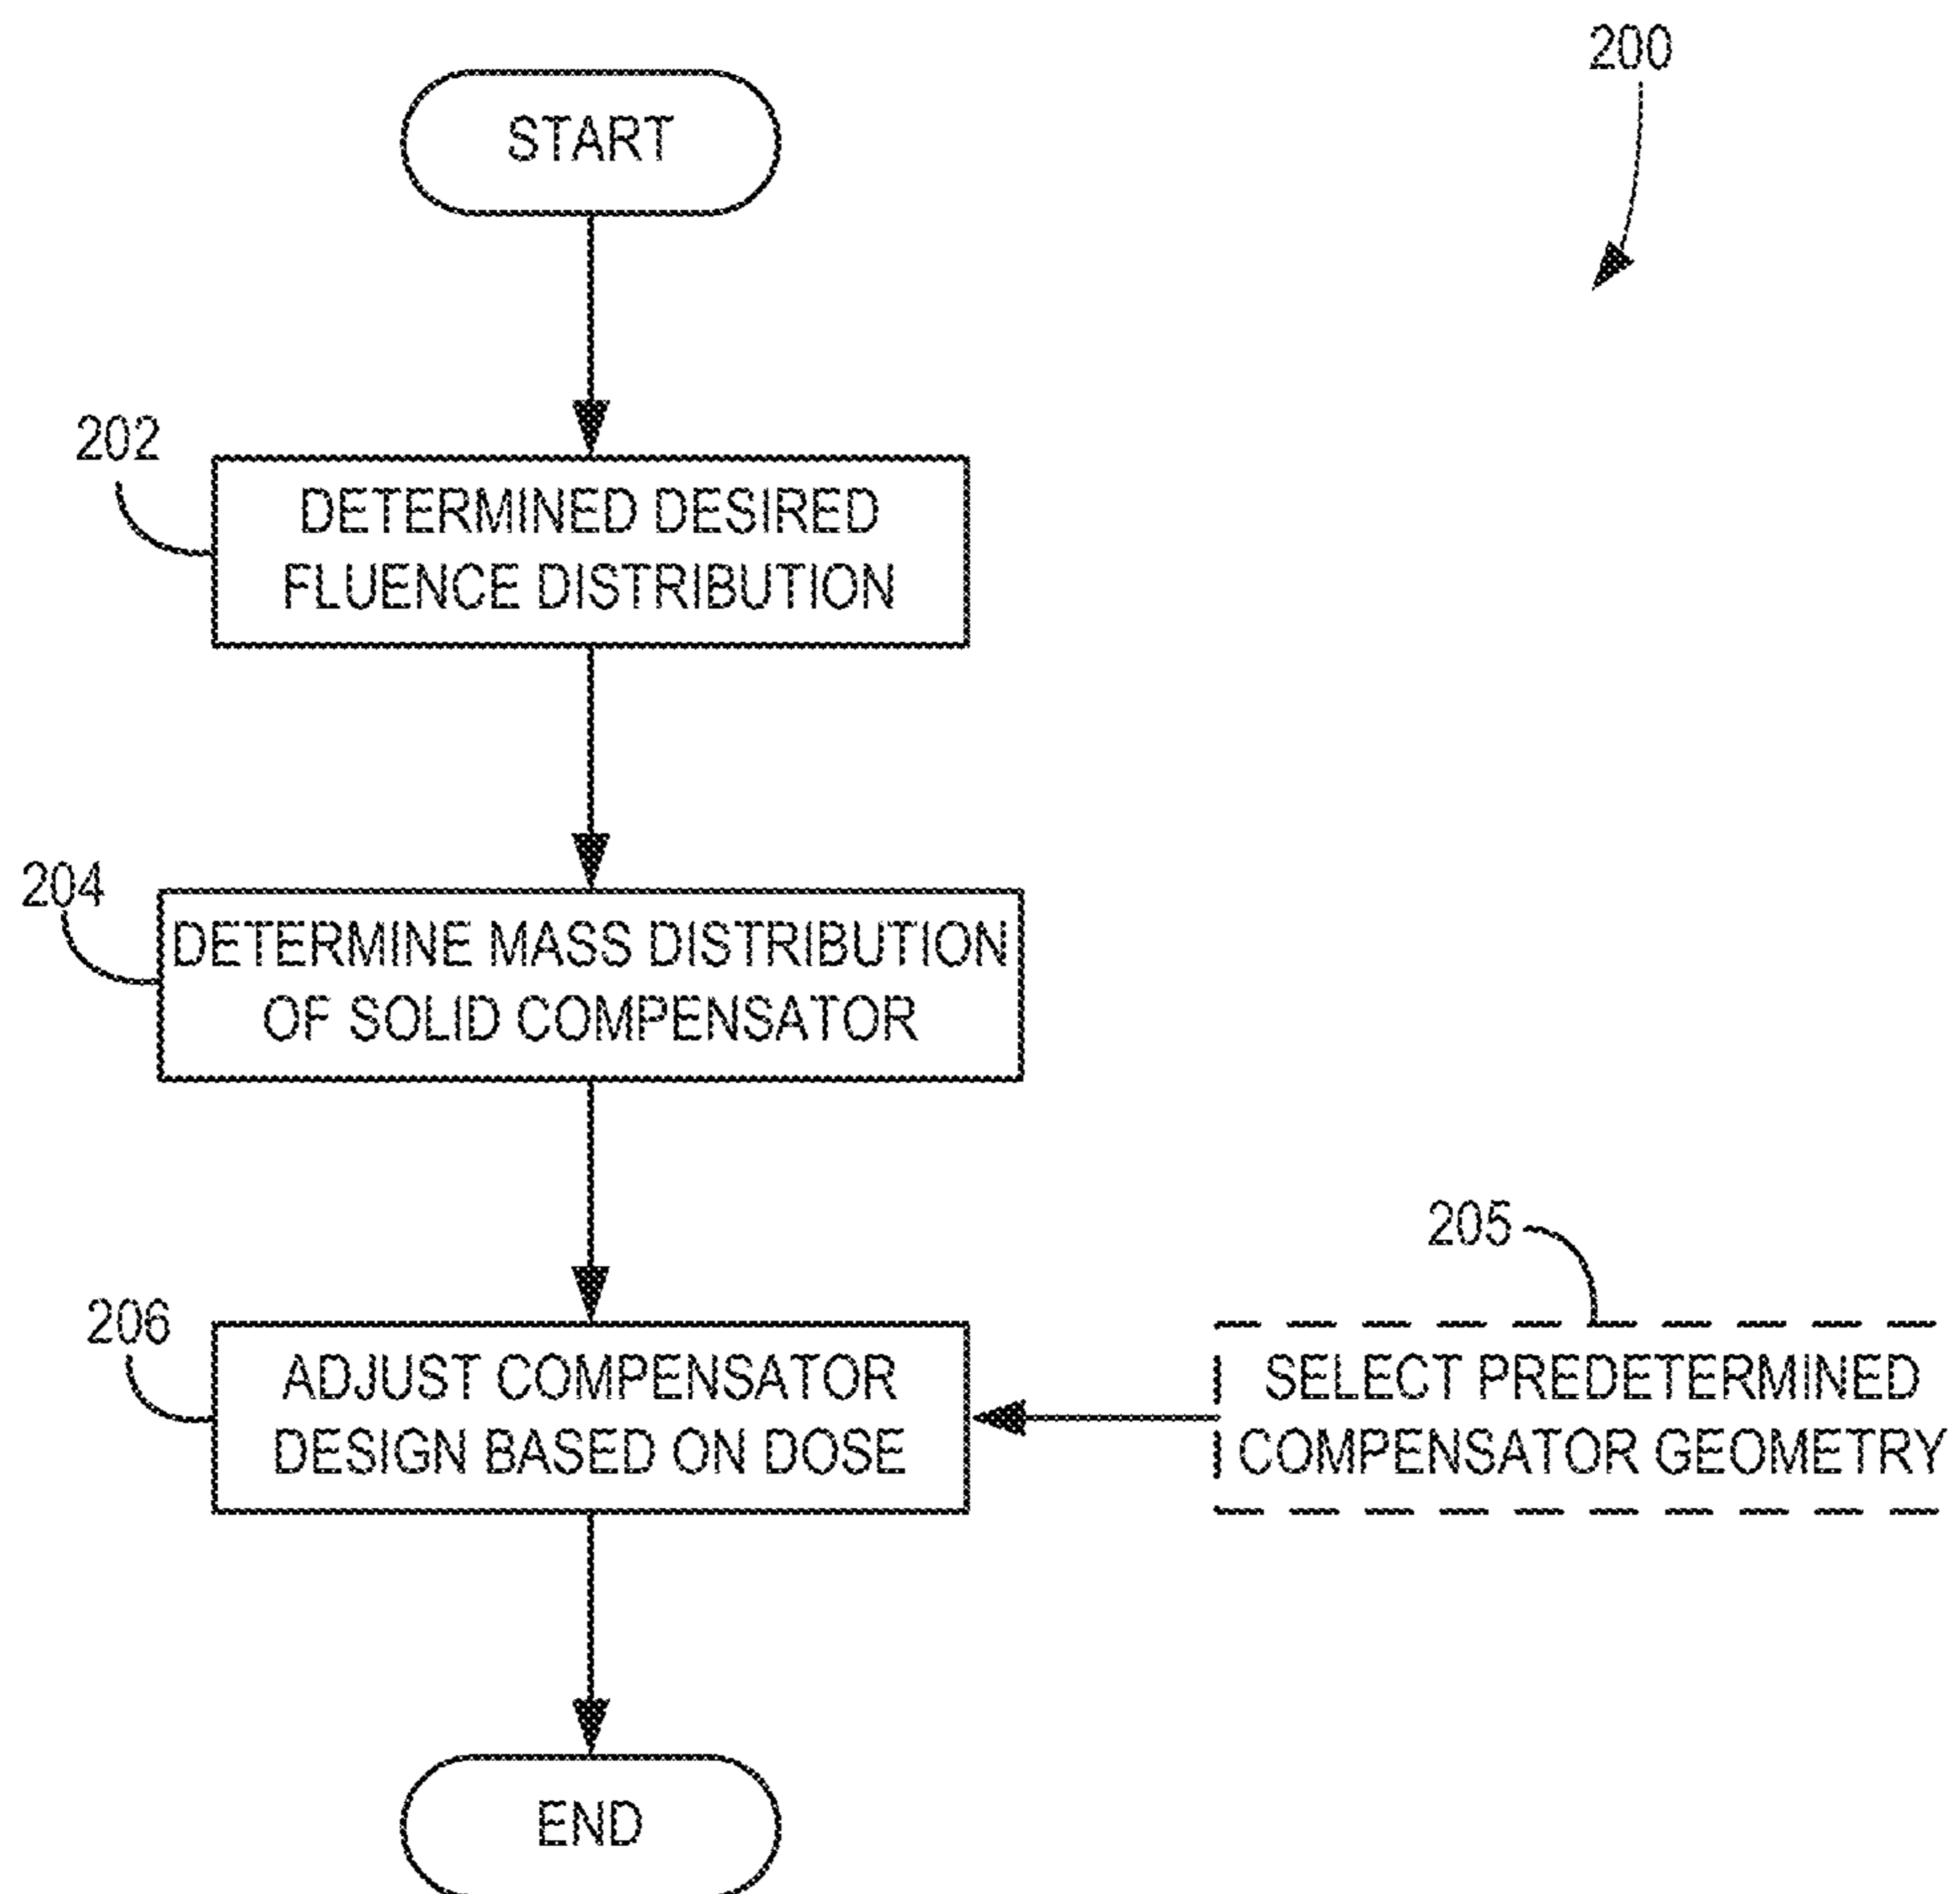 200
START
202
DETERMINED DESIRED
FLUENCE DISTRIBUTION
204
DETERMINE MASS DISTRIBUTION
OF SOLID COMPENSATOR
205
206
ADJUST COMPENSATOR
DESIGN BASED ON DOSE
SELECT PREDETERMINED
COMPENSATOR GEOMETRY
END